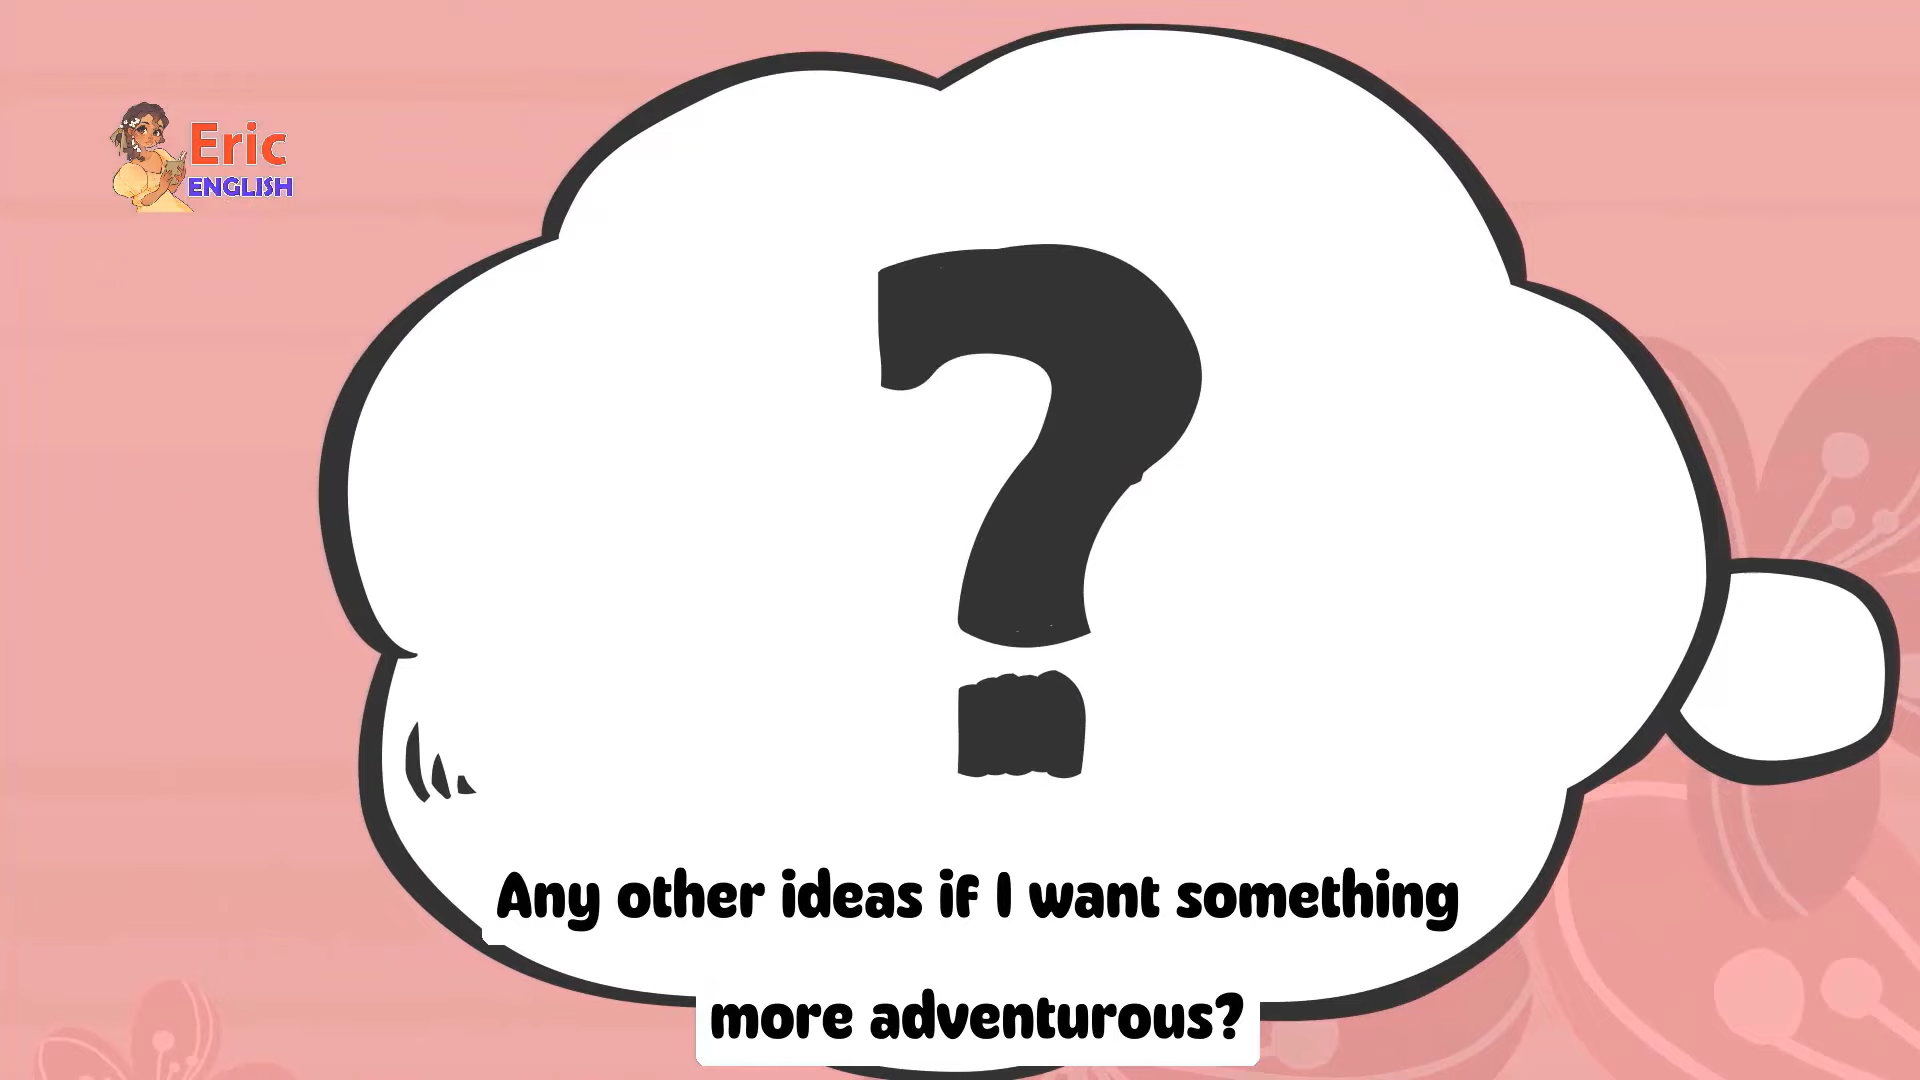 Eric
ENGLISH
?
Any other ideas if I want something
more adventurous?